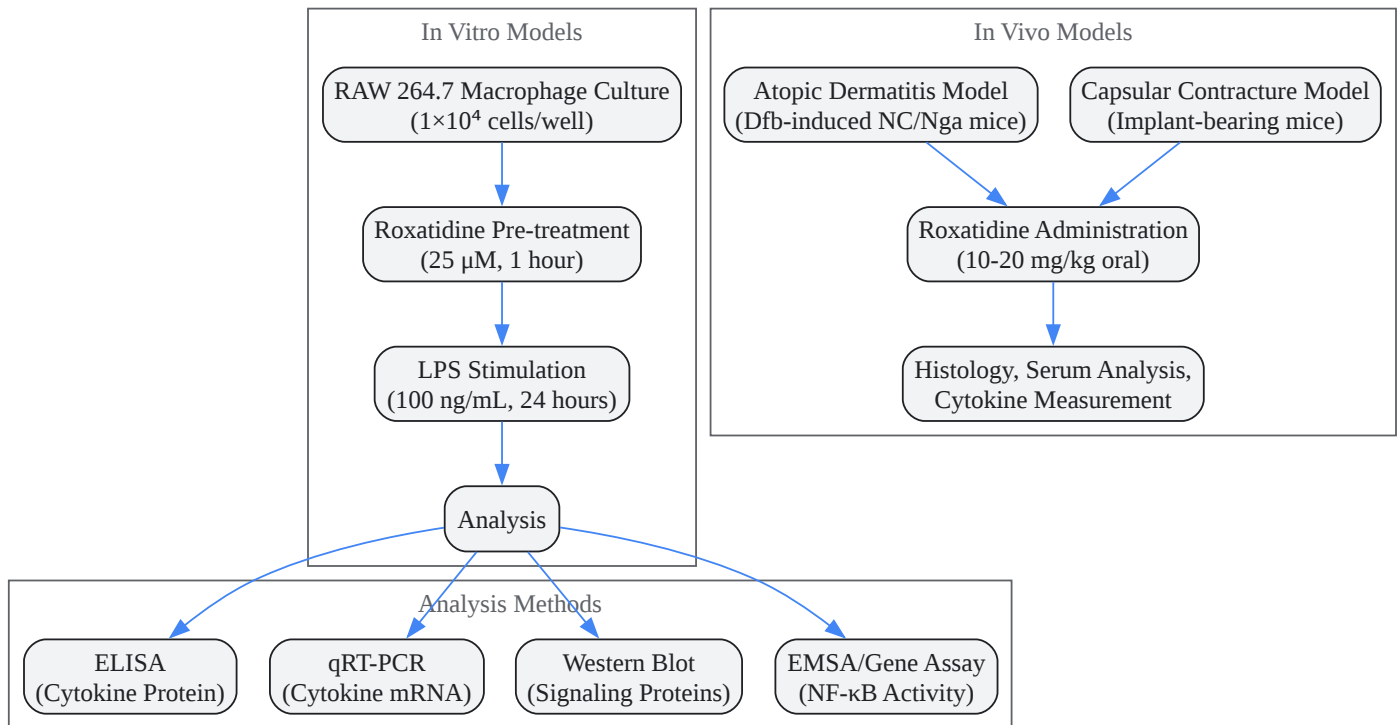 In Vitro Models
RAW 264.7 Macrophage Culture
(1×10⁴ cells/well)
Roxatidine Pre-treatment
(25 μM, 1 hour)
LPS Stimulation
(100 ng/mL, 24 hours)
Analysis
In Vivo Models
Atopic Dermatitis Model
(Dfb-induced NC/Nga mice)
Capsular Contracture Model
(Implant-bearing mice)
Roxatidine Administration
(10-20 mg/kg oral)
Histology, Serum Analysis,
Cytokine Measurement
Analysis Methods
ELISA
(Cytokine Protein)
qRT-PCR
(Cytokine mRNA)
Western Blot
(Signaling Proteins)
EMSA/Gene Assay
(NF-κB Activity)